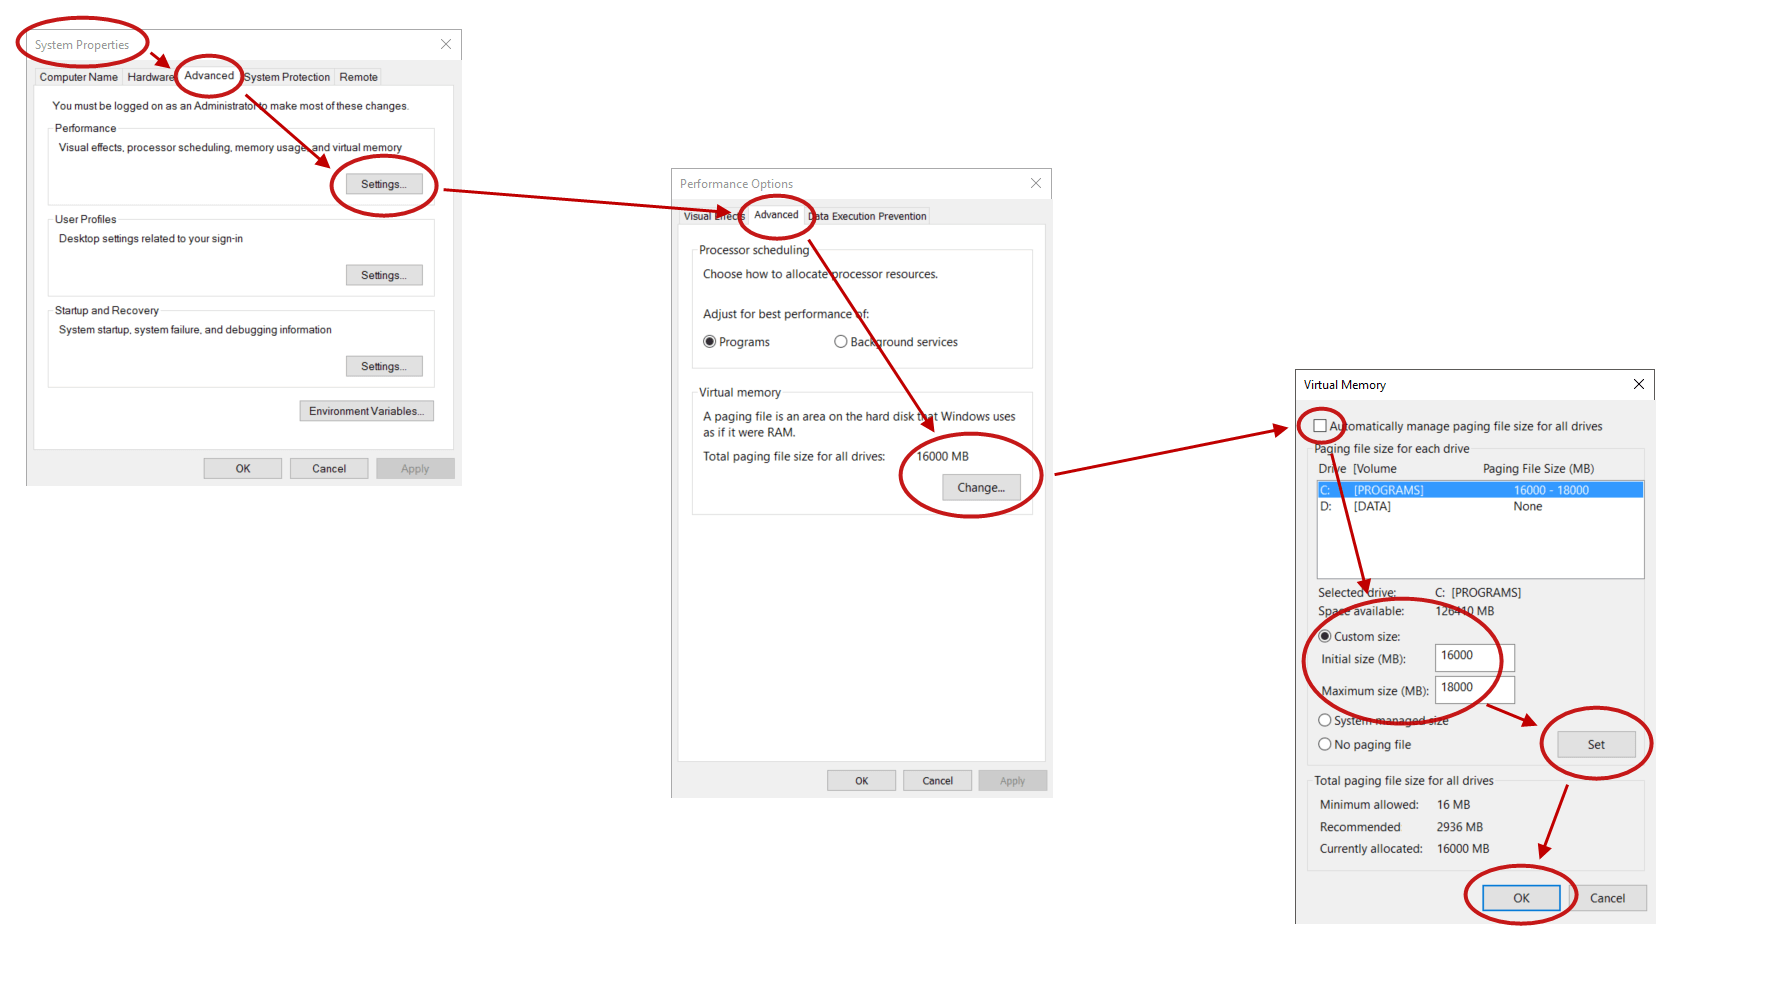 System Properties
Computer Name Hardware Advanced System Protection Remote
You must be logged on as an Administrator to make most of these changes.
Performance
Visual effects, processor scheduling, memory usage, and virtual memory
Settings...
User Profiles
Desktop settings related to your sign-in
Settings...
Startup and Recovery
System startup, system failure, and debugging information
Settings...
Environment Variables...
OK Cancel Apply
Performance Options
Visual Effects Advanced Data Execution Prevention
Processor scheduling
Choose how to allocate processor resources.
Adjust for best performance of:
Programs Background services
Virtual memory
A paging file is an area on the hard disk that Windows uses
as if it were RAM.
Total paging file size for all drives: 16000 MB
Change...
OK Cancel Apply
Virtual Memory
Automatically manage paging file size for all drives
Paging file size for each drive
Drive [Volume Paging File Size (MB)
C: [PROGRAMS] 16000 - 18000
D: [DATA] None
Selected drive: C: [PROGRAMS]
Space available: 126410 MB
Custom size:
Initial size (MB): 16000
Maximum size (MB): 18000
System managed size
No paging file Set
Total paging file size for all drives
Minimum allowed: 16 MB
Recommended 2936 MB
Currently allocated: 16000 MB
OK Cancel